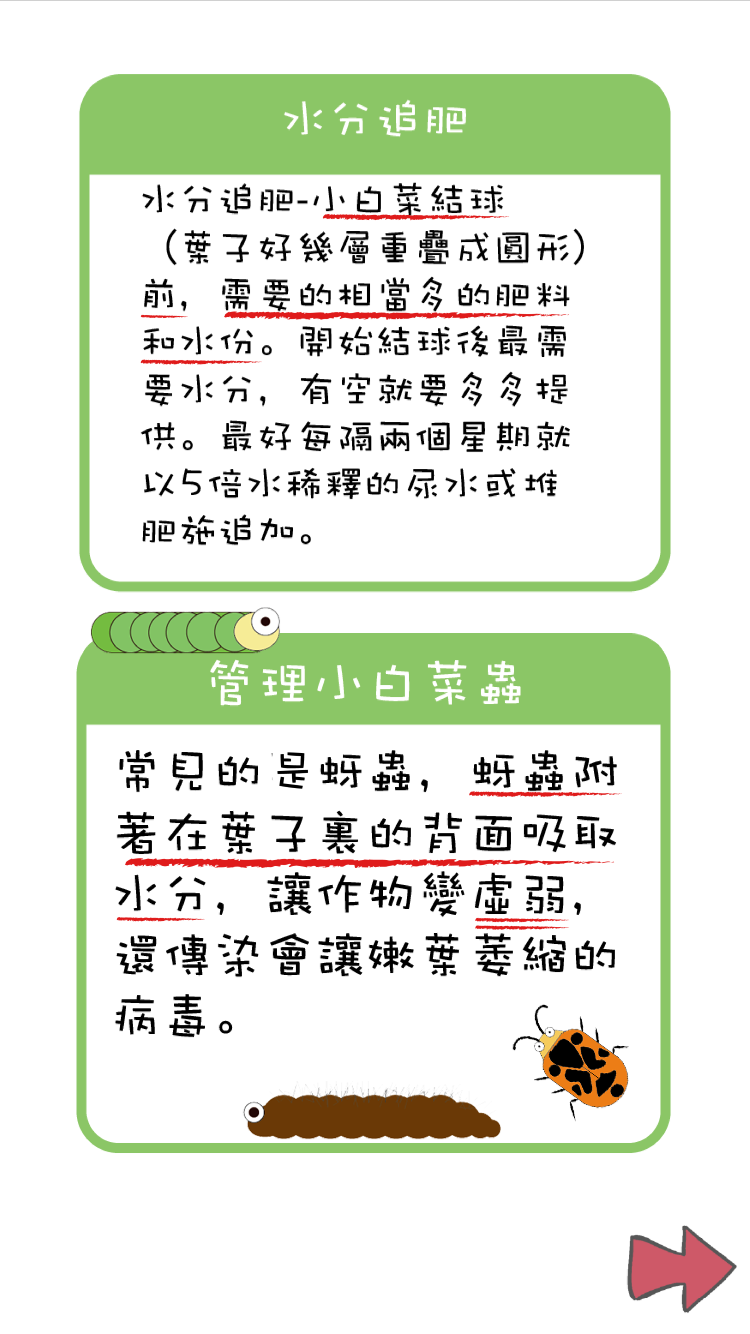 水分追肥
水分追肥-小白菜結球
（葉子好幾層重疊成圓形）
前，需要的相當多的肥料
和水份。開始結球後最需
要水分，有空就要多多提
供。最好每隔兩個星期就
以5倍水稀釋的尿水或堆
肥施追加。
管理小白菜蟲
常見的是蚜蟲，蚜蟲附
著在葉子裏的背面吸取
水分，讓作物變虛弱，
還傳染會讓嫩葉萎縮的
病毒。